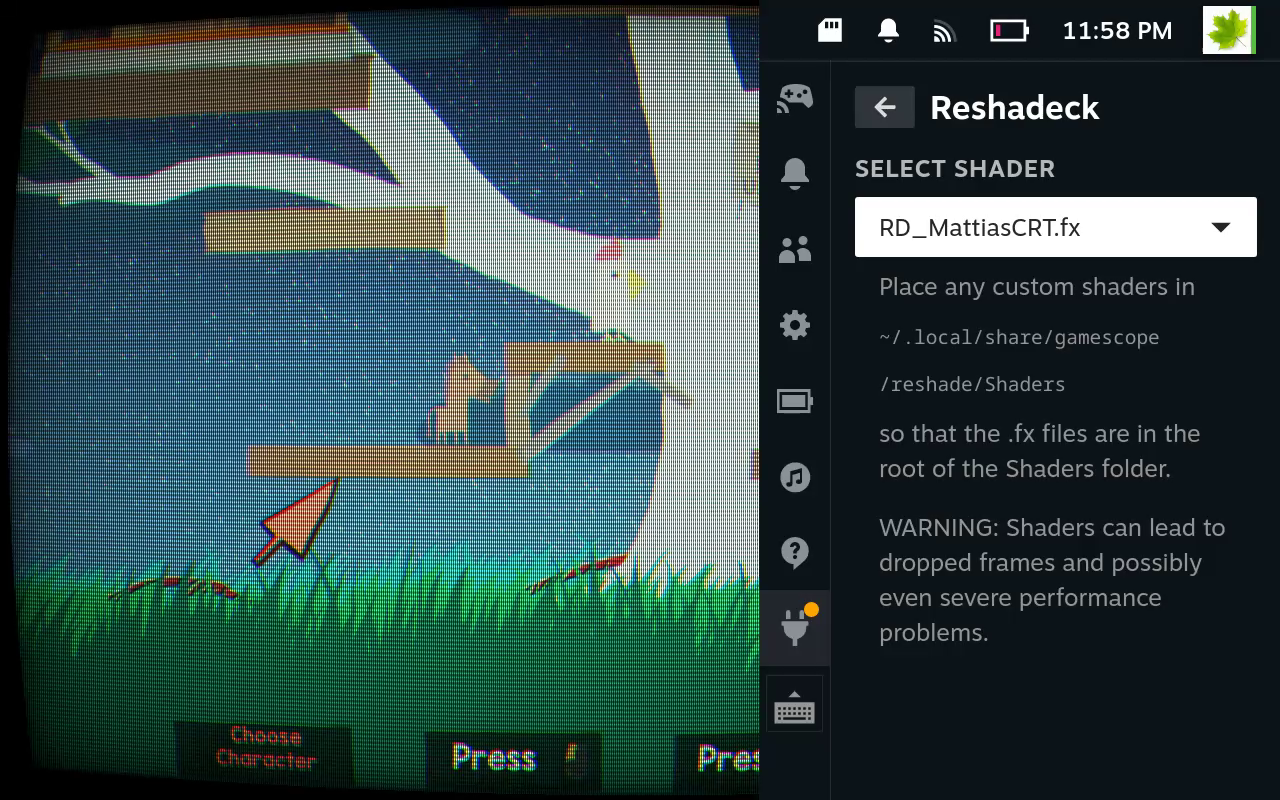 11:58 PM
Reshadeck
SELECT SHADER
RD_MattiasCRT.fx
Place any custom shaders in
~/.local/share/gamescope
/reshade/Shaders
so that the .fx files are in the
root of the Shaders folder.
WARNING: Shaders can lead to
dropped frames and possibly
even severe performance
problems.
Choose
Character
Press
Pres